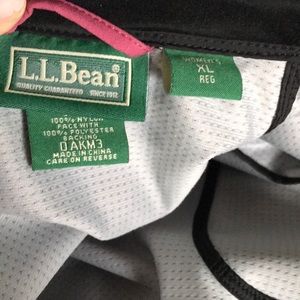 L.L.Bean
QUALITY GUARANTEED SINCE 1912
WOMEN'S
XL
REG
100% NYLON
FACE WITH
100% POLYESTER
BACKING
0AKM3
MADE IN CHINA
CARE ON REVERSE